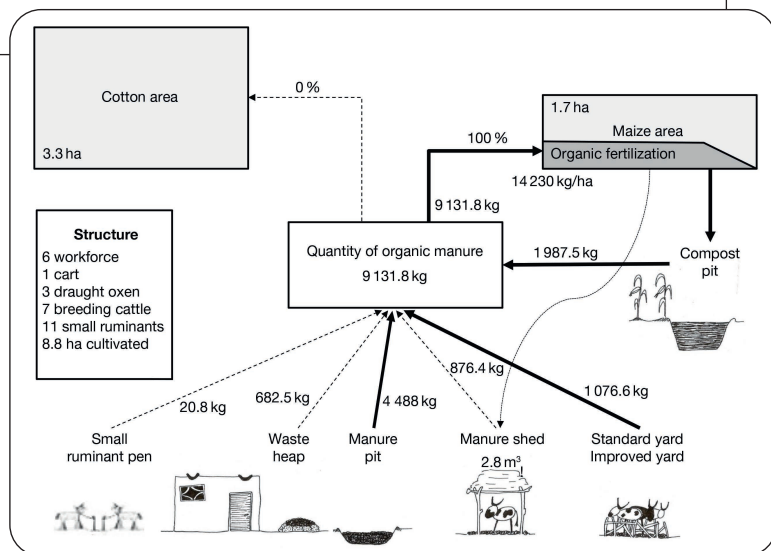 Cotton area
3.3 ha
0 %
100 %
9 131.8 kg
1.7 ha
Maize area
Organic fertilization
14 230 kg/ha
Structure
6 workforce
1 cart
3 draught oxen
7 breeding cattle
11 small ruminants
8.8 ha cultivated
Quantity of organic manure
9 131.8 kg
1 987.5 kg
Compost
pit
20.8 kg
682.5 kg
4 488 kg
876.4 kg
1 076.6 kg
Small
ruminant pen
Waste
heap
Manure
pit
Manure shed
2.8 m³
Standard yard
Improved yard